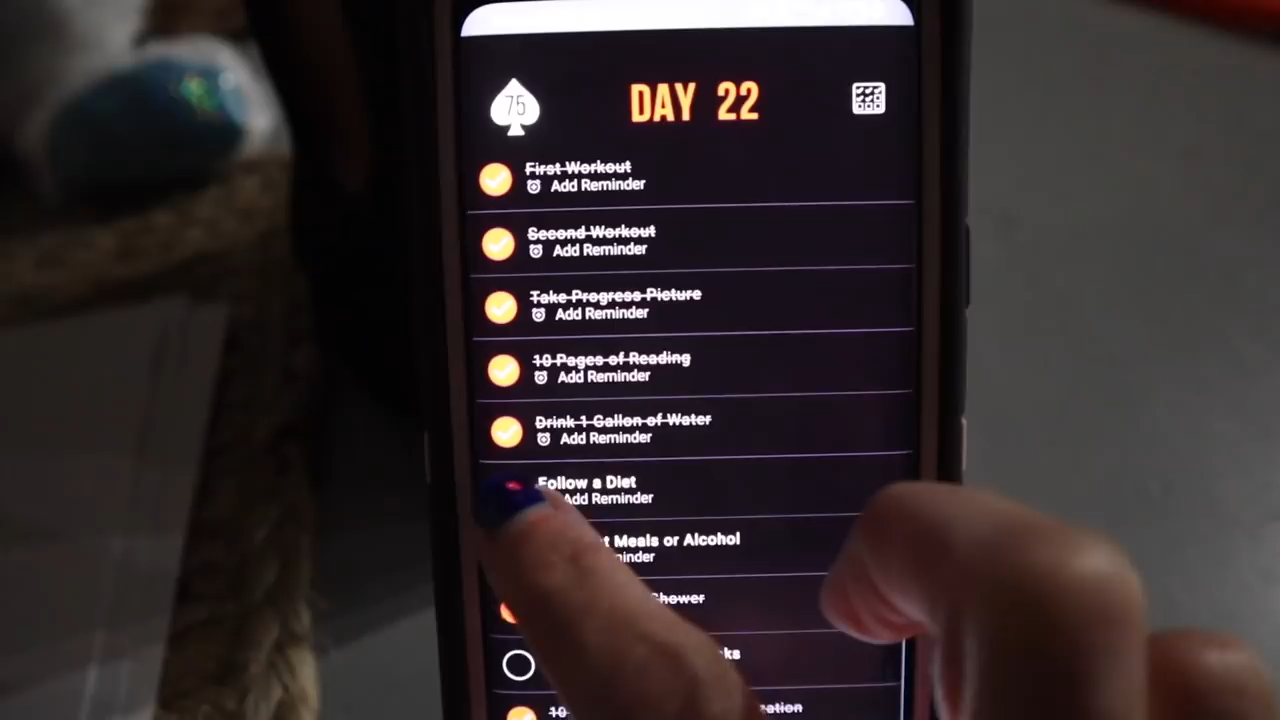 75
DAY 22
First Workout
Add Reminder
Second Workout
Add Reminder
Take Progress Picture
Add Reminder
10 Pages of Reading
Add Reminder
Drink 1 Gallon of Water
Add Reminder
Follow a Diet
Add Reminder
Meals or Alcohol
Shower
10